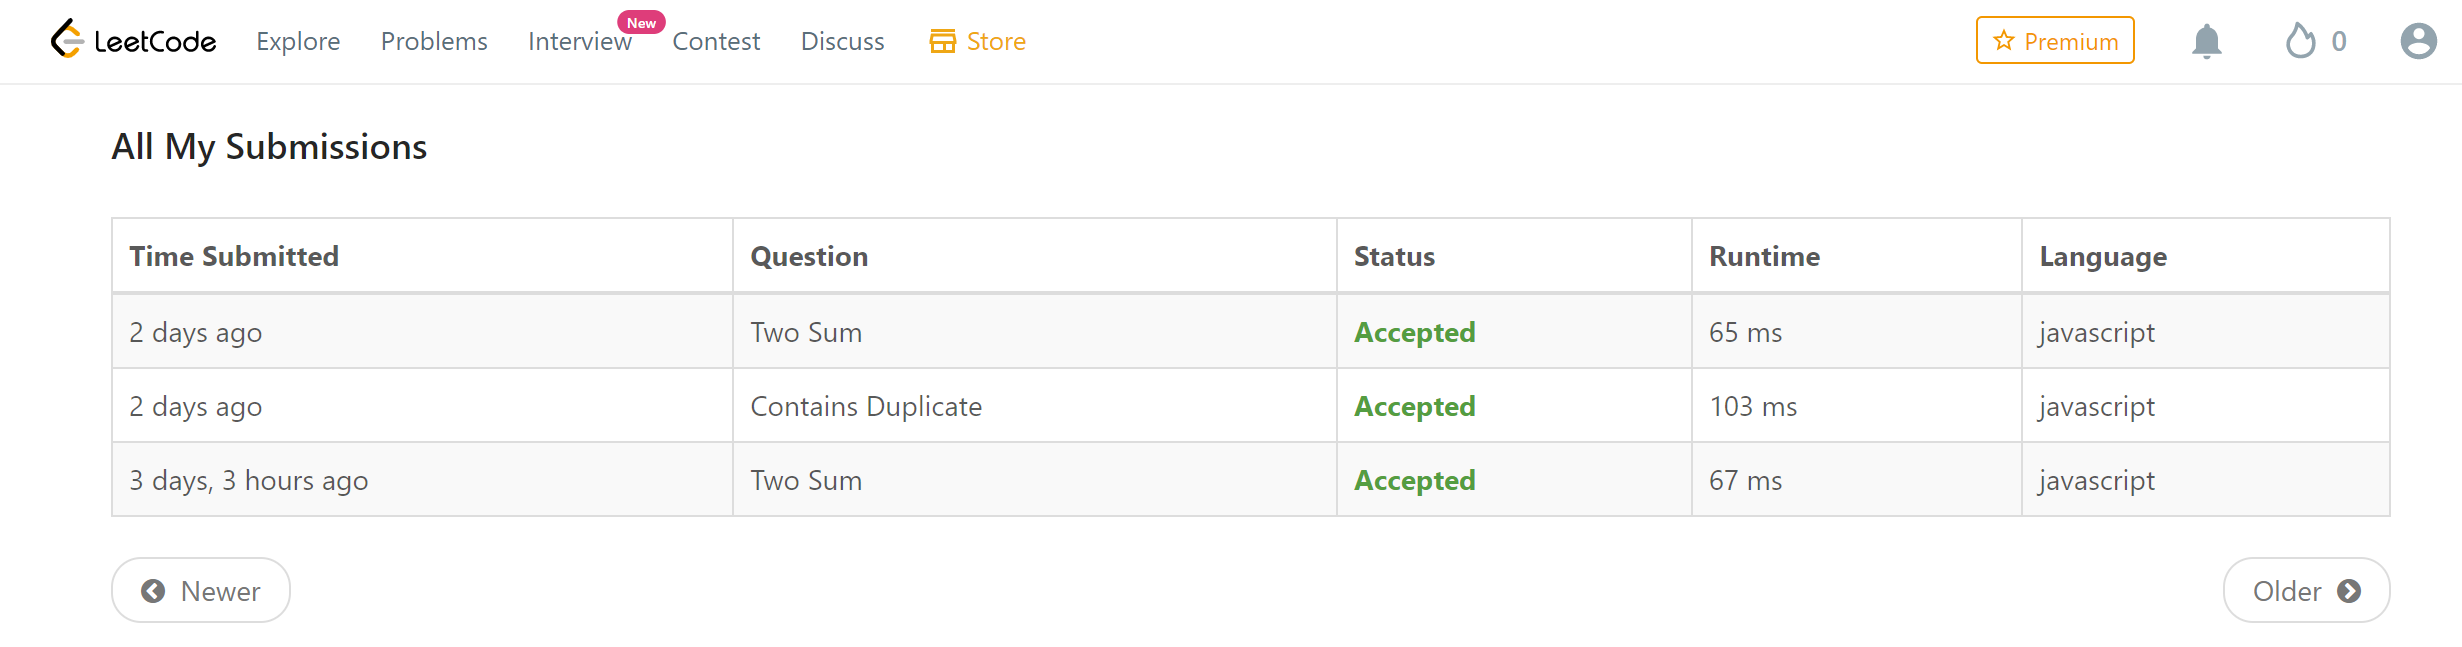 LeetCode Explore Problems Interview New Contest Discuss Store Premium 0
All My Submissions
Time Submitted Question Status Runtime Language
2 days ago Two Sum Accepted 65 ms javascript
2 days ago Contains Duplicate Accepted 103 ms javascript
3 days, 3 hours ago Two Sum Accepted 67 ms javascript
Newer Older